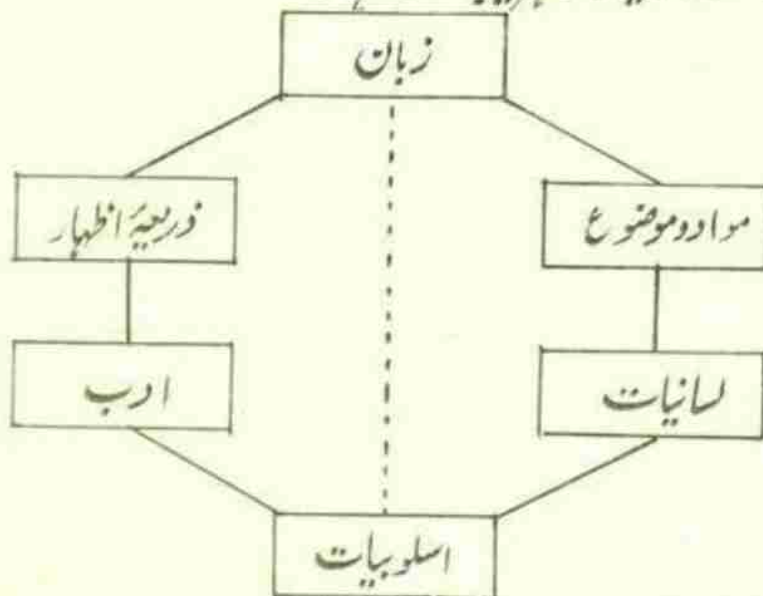 زبان
مواد و موضوع
ذریعۂ اظہار
لسانیات
ادب
اسلوبیات